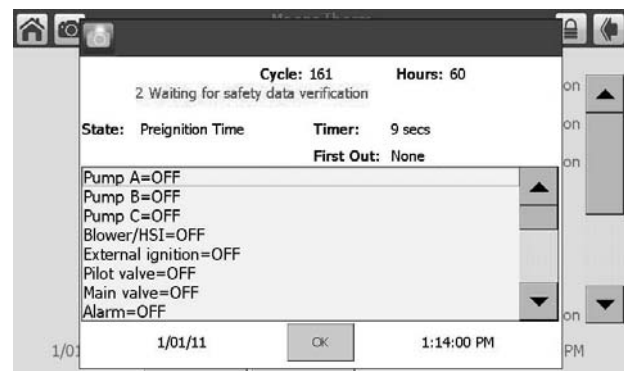 Cycle: 161 Hours: 60
2 Waiting for safety data verification
State: Preignition Time Timer: 9 secs
First Out: None
Pump A=OFF
Pump B=OFF
Pump C=OFF
Blower/HSI=OFF
External ignition=OFF
Pilot valve=OFF
Main valve=OFF
Alarm=OFF
1/01/11 OK 1:14:00 PM
on
on
on
on
1/01
PM